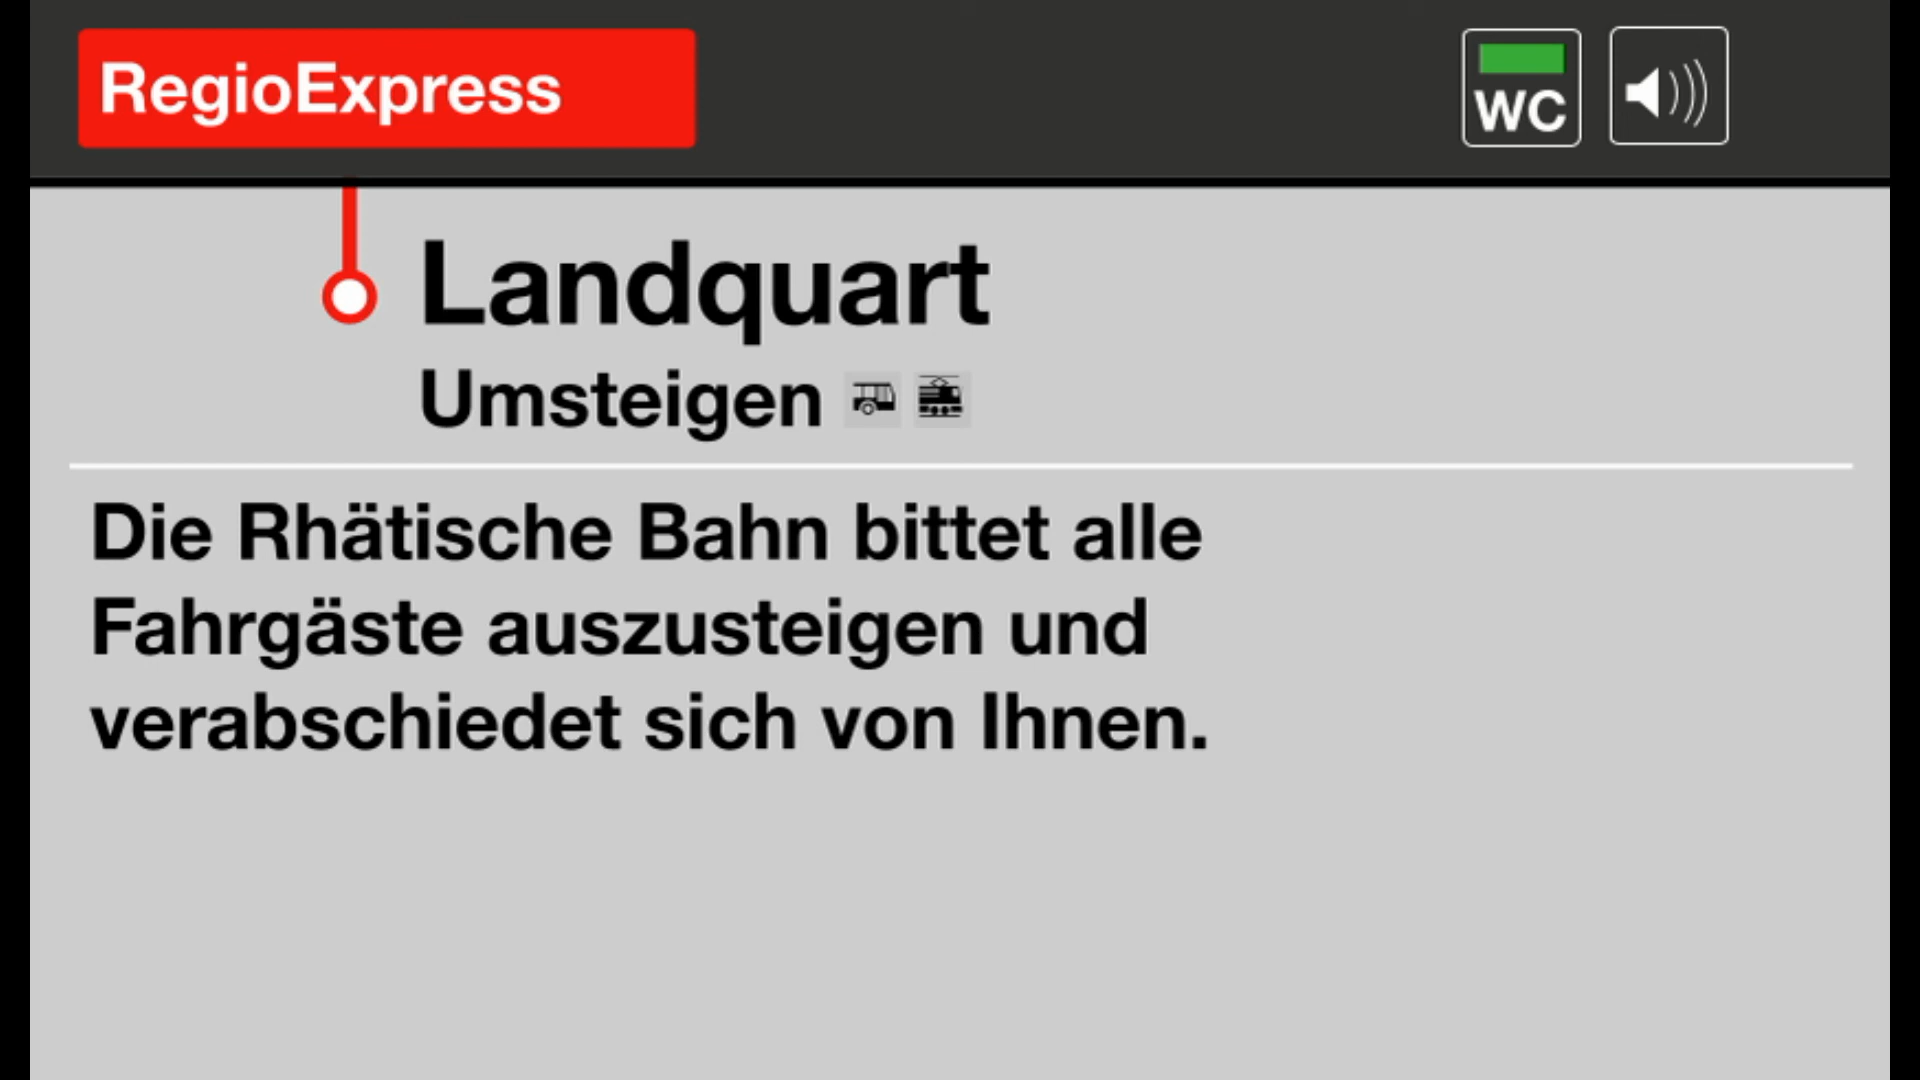 RegioExpress
WC
Landquart
Umsteigen
Die Rhätische Bahn bittet alle
Fahrgäste auszusteigen und
verabschiedet sich von Ihnen.